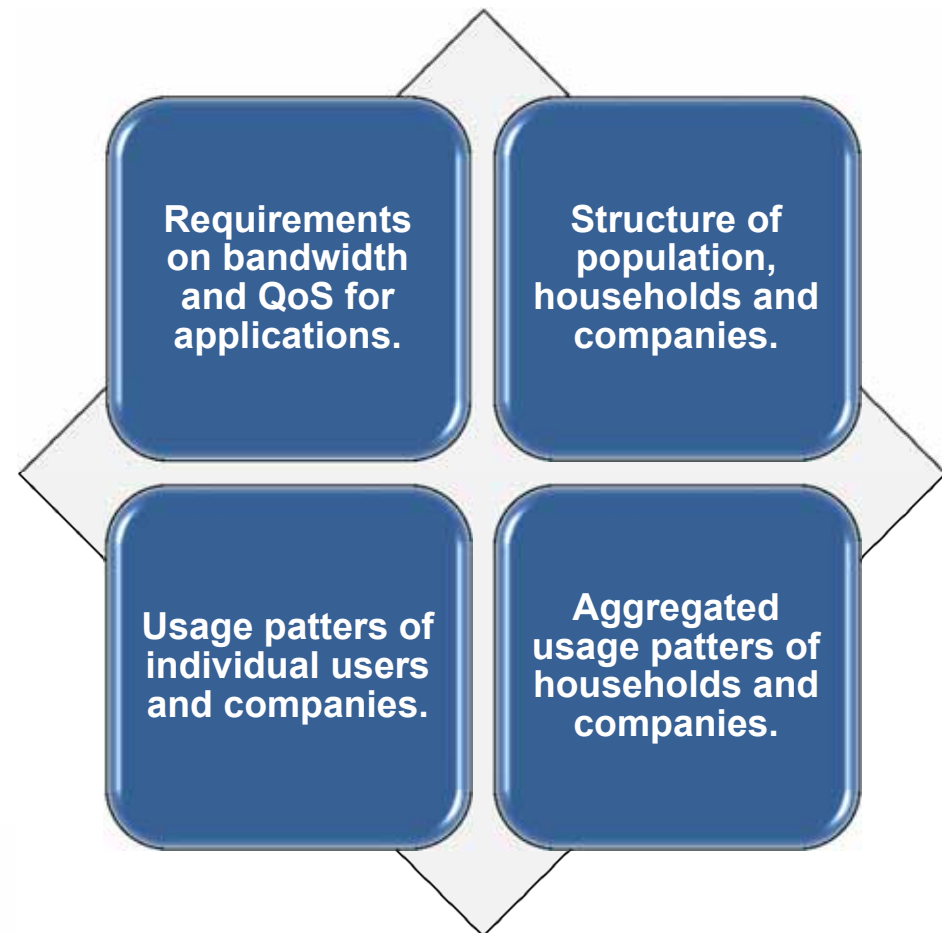 Requirements
on bandwidth
and QoS for
applications.
Structure of
population,
households and
companies.
Usage patters of
individual users
and companies.
Aggregated
usage patters of
households and
companies.